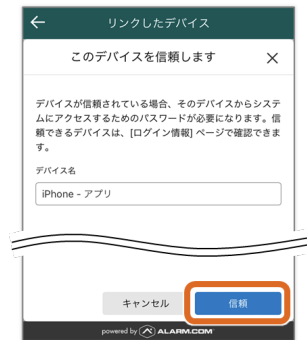 リンクしたデバイス
このデバイスを信頼します
デバイスが信頼されている場合、そのデバイスからシステ
ムにアクセスするためのパスワードが必要になります。信
頼できるデバイスは、[ログイン情報] ページで確認できま
す。
デバイス名
iPhone - アプリ
キャンセル 信頼
powered by ALARM.COM